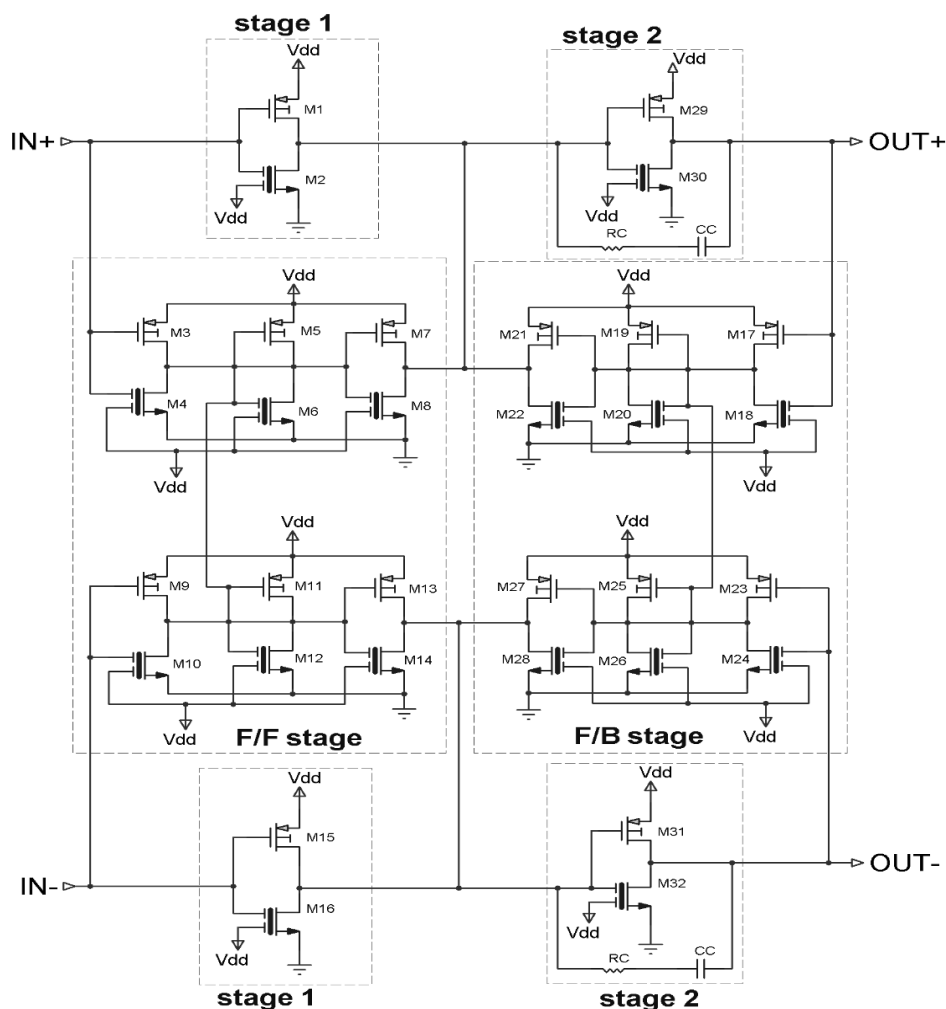 stage 1
stage 2
Vdd
Vdd
M1
M29
IN+
OUT+
M2
M30
Vdd
Vdd
RC
CC
Vdd
Vdd
M3
M5
M7
M21
M19
M17
M4
M6
M8
M22
M20
M18
Vdd
Vdd
Vdd
Vdd
M9
M11
M13
M27
M25
M23
M10
M12
M14
M28
M26
M24
Vdd
Vdd
F/F stage
F/B stage
Vdd
Vdd
M15
M31
IN-
OUT-
M16
M32
Vdd
Vdd
RC
CC
stage 1
stage 2